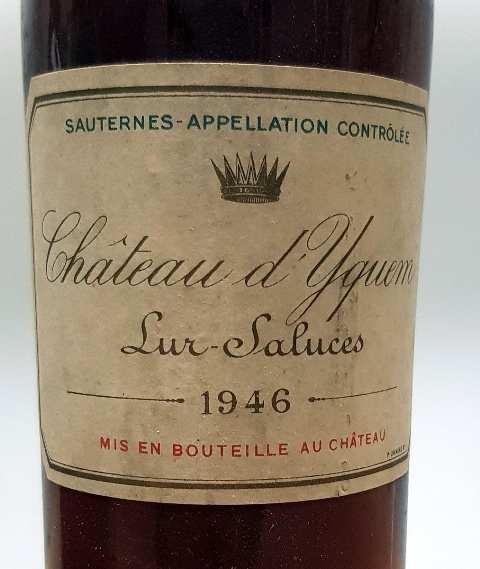 SAUTERNES-APPELLATION CONTRÔLÉE
Château d'Yquem
Lur-Saluces
1946
MIS EN BOUTEILLE AU CHÂTEAU